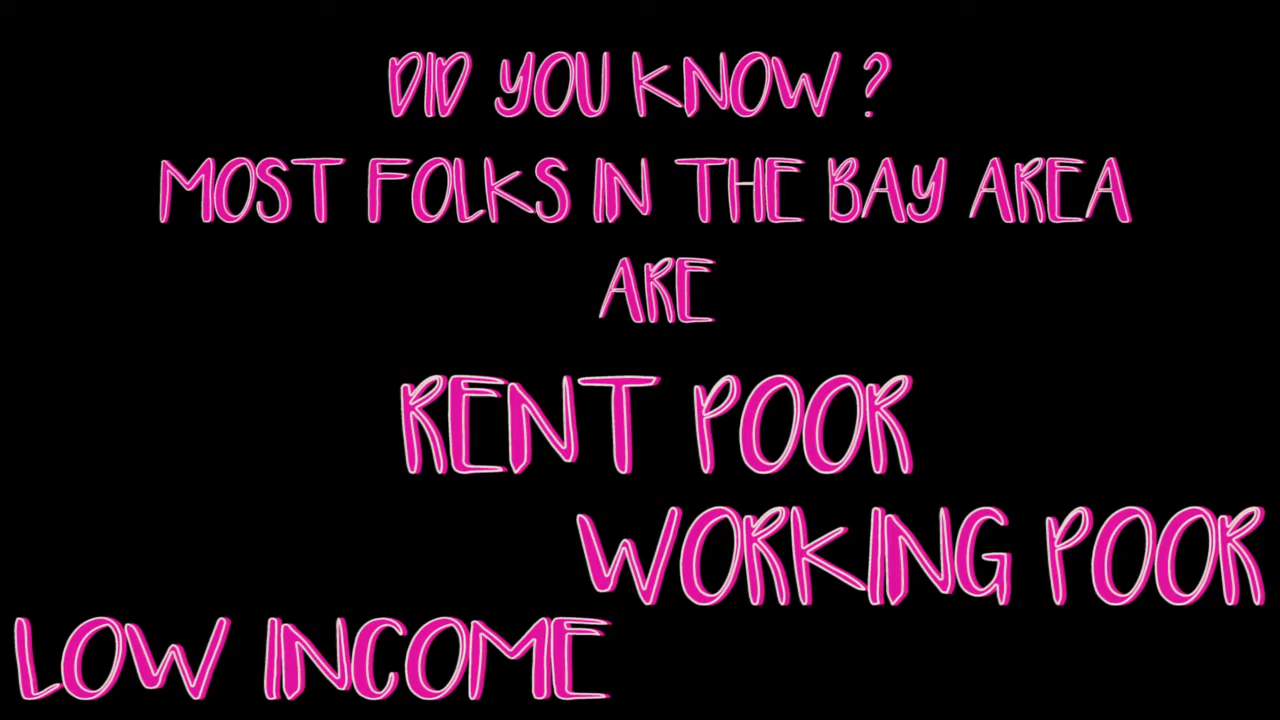 DID YOU KNOW ?
MOST FOLKS IN THE BAY AREA
ARE
RENT POOR
WORKING POOR
LOW INCOME